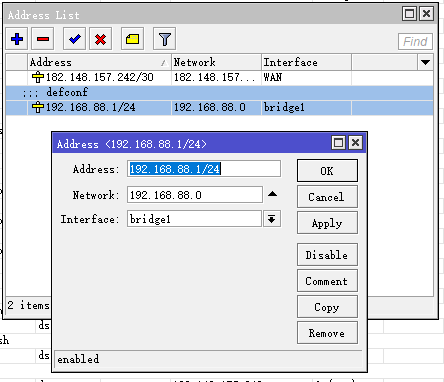 Address List
Find
Address Network Interface
182.148.157.242/30 182.148.157... WAN
;;; defconf
192.168.88.1/24 192.168.88.0 bridge1
Address <192.168.88.1/24>
Address: 192.168.88.1/24
OK
Network: 192.168.88.0
Cancel
Interface: bridge1
Apply
Disable
Comment
Copy
Remove
enabled
2 items
ds
sh
ds